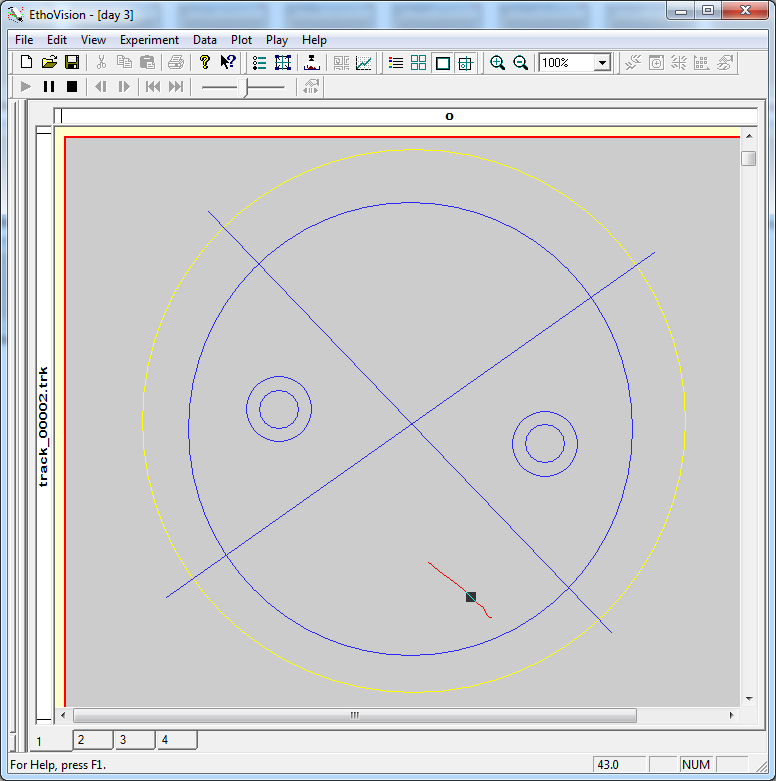 EthoVision - [day 3]
File Edit View Experiment Data Plot Play Help
100%
o
track_00002.trk
1 2 3 4
For Help, press F1.
43.0 NUM